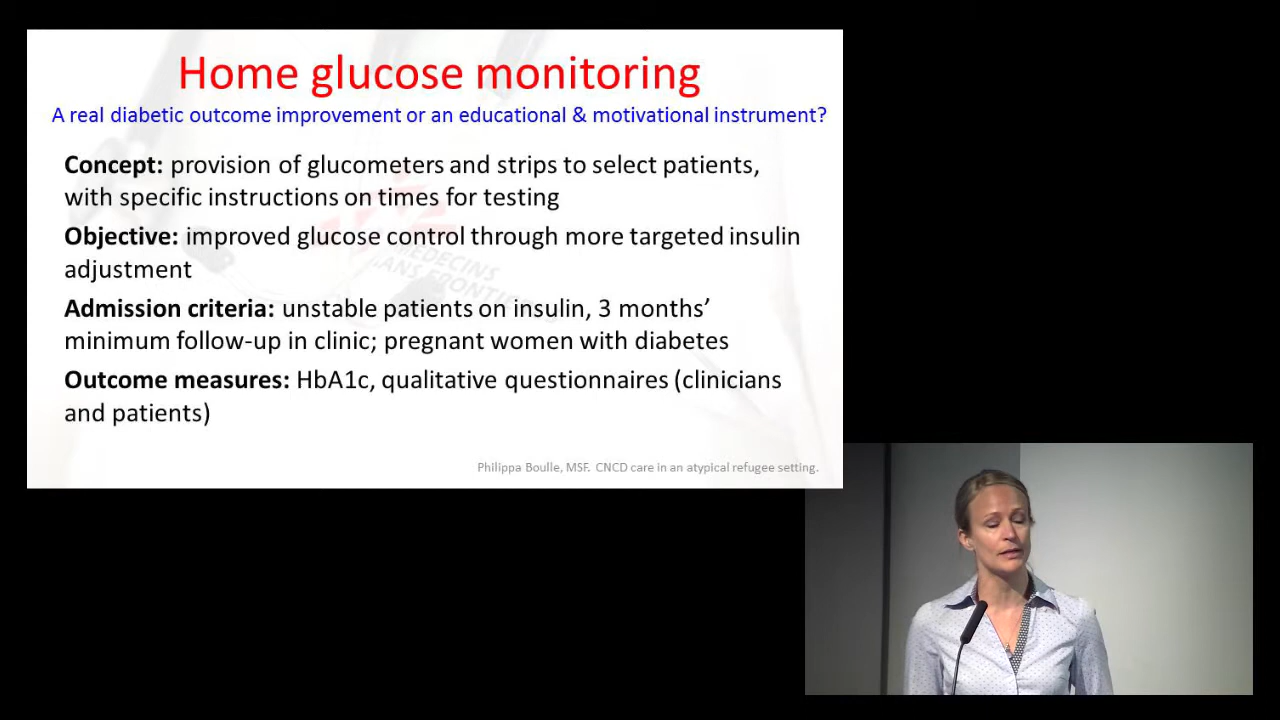 Home glucose monitoring
A real diabetic outcome improvement or an educational & motivational instrument?
Concept: provision of glucometers and strips to select patients,
with specific instructions on times for testing
Objective: improved glucose control through more targeted insulin
adjustment
Admission criteria: unstable patients on insulin, 3 months’
minimum follow-up in clinic; pregnant women with diabetes
Outcome measures: HbA1c, qualitative questionnaires (clinicians
and patients)
MEDECINS
SANS FRONTIERES
Philippa Boulle, MSF. CNCD care in an atypical refugee setting.